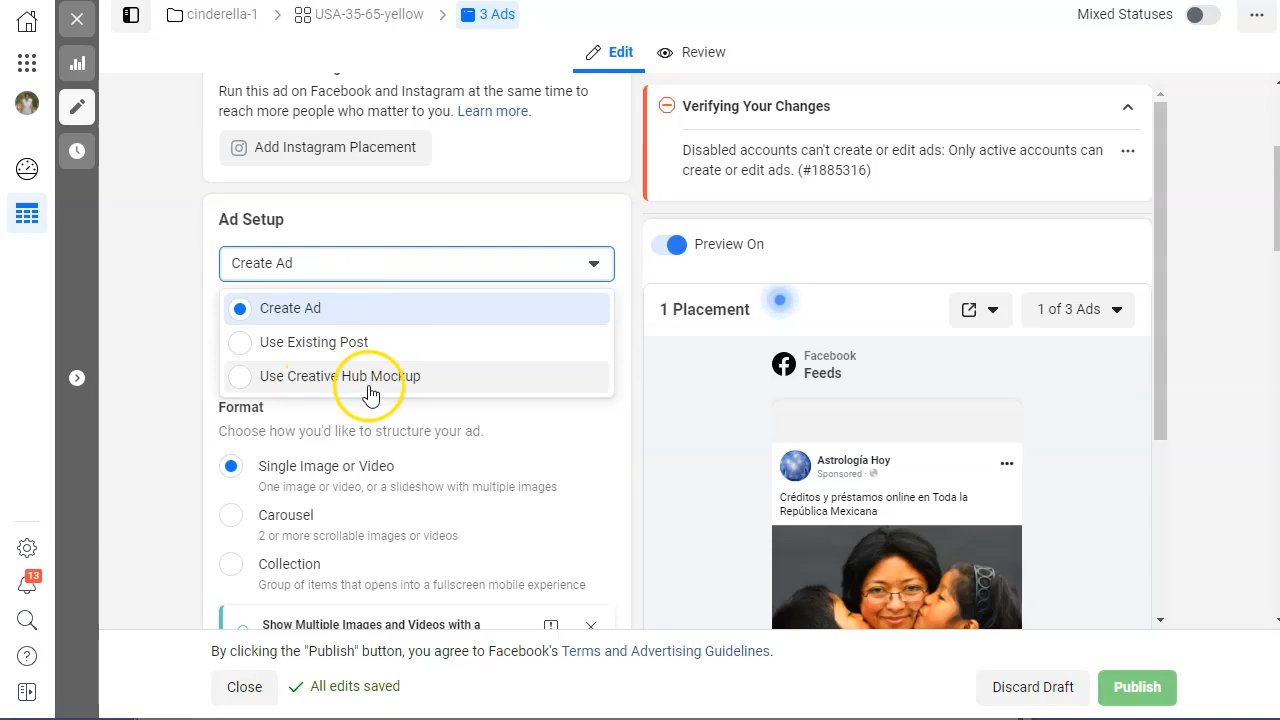 cinderella-1
USA-35-65-yellow
3 Ads
Mixed Statuses
Edit
Review
Run this ad on Facebook and Instagram at the same time to
reach more people who matter to you. Learn more.
Add Instagram Placement
Ad Setup
Create Ad
Create Ad
Use Existing Post
Use Creative Hub Mockup
Format
Choose how you'd like to structure your ad.
Single Image or Video
One image or video, or a slideshow with multiple images
Carousel
2 or more scrollable images or videos
Collection
Group of items that opens into a fullscreen mobile experience
Show Multiple Images and Videos with a
Verifying Your Changes
Disabled accounts can't create or edit ads: Only active accounts can
create or edit ads. (#1885316)
Preview On
1 Placement
1 of 3 Ads
Facebook
Feeds
Astrología Hoy
Sponsored ·
Créditos y préstamos online en Toda la
República Mexicana
13
By clicking the "Publish" button, you agree to Facebook's Terms and Advertising Guidelines.
Close
All edits saved
Discard Draft
Publish